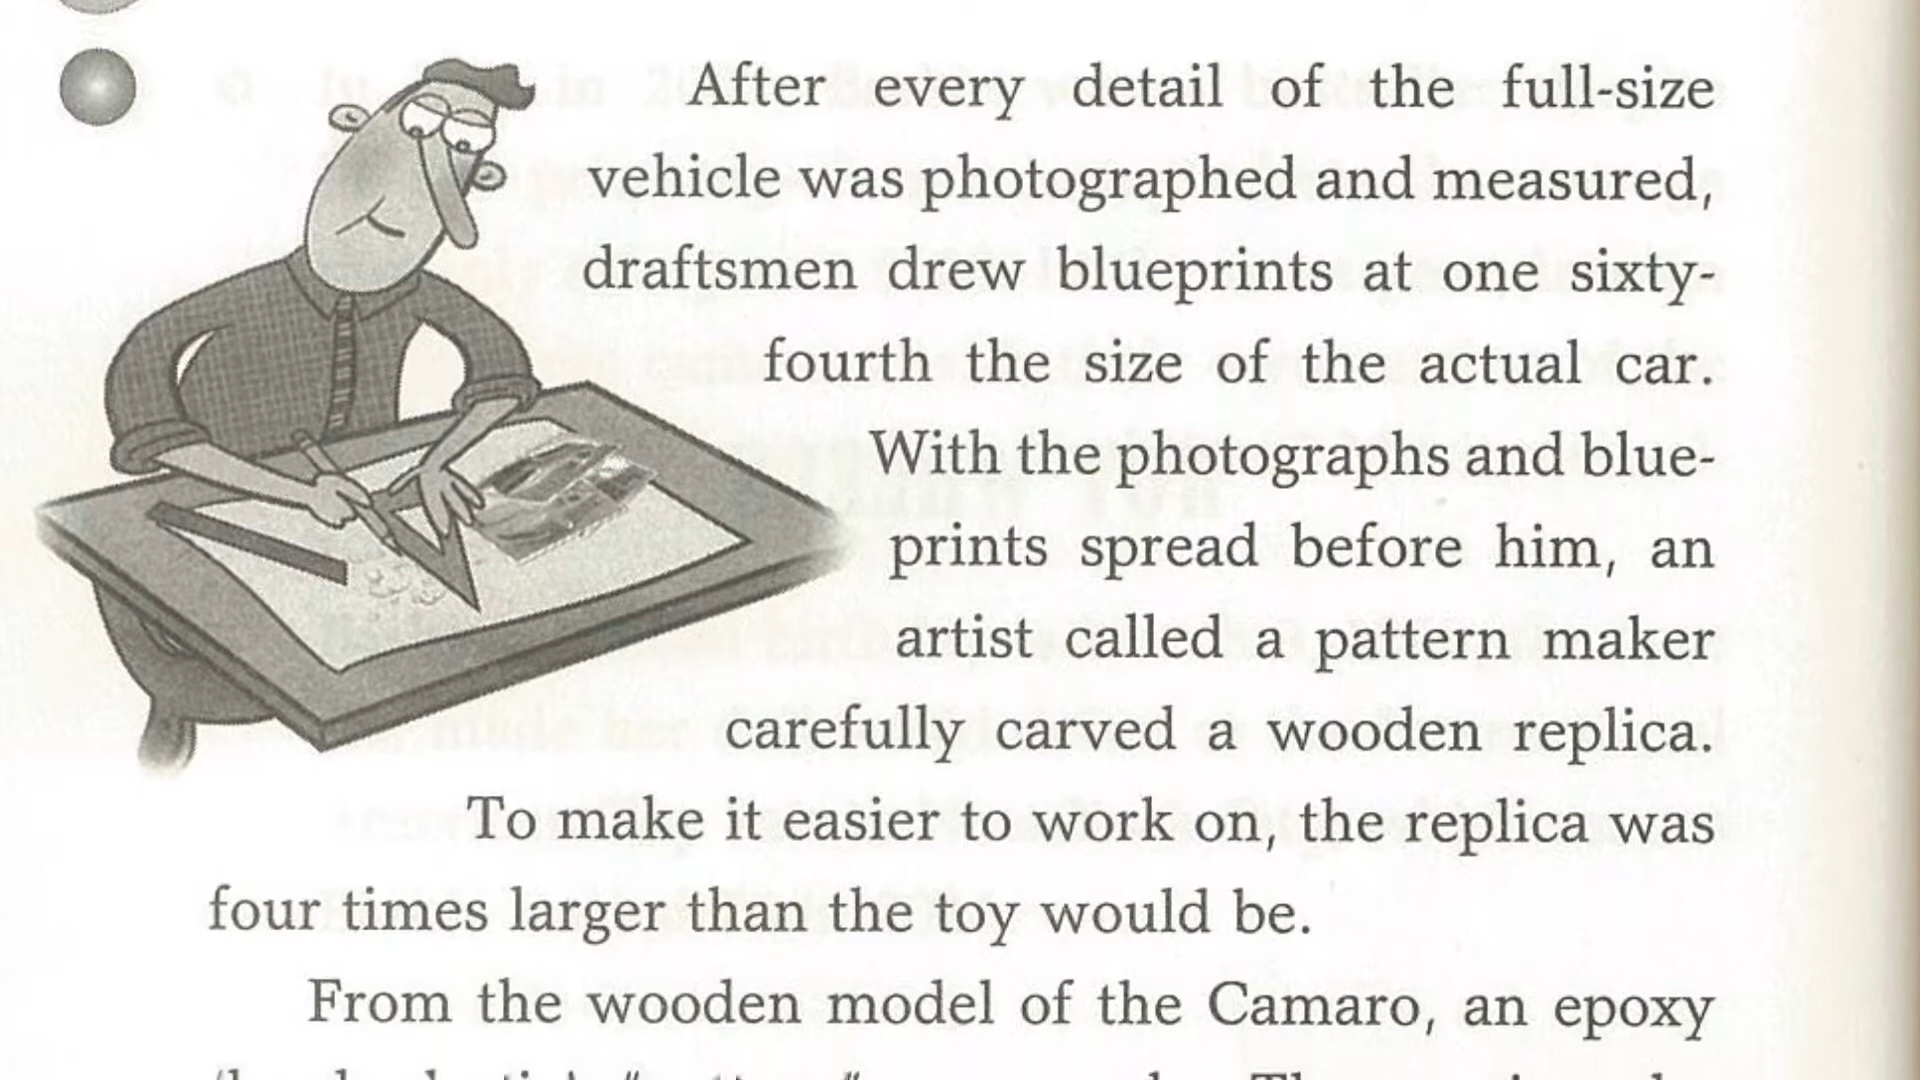 After every detail of the full-size
vehicle was photographed and measured,
draftsmen drew blueprints at one sixty-
fourth the size of the actual car.
With the photographs and blue-
prints spread before him, an
artist called a pattern maker
carefully carved a wooden replica.
To make it easier to work on, the replica was
four times larger than the toy would be.
From the wooden model of the Camaro, an epoxy